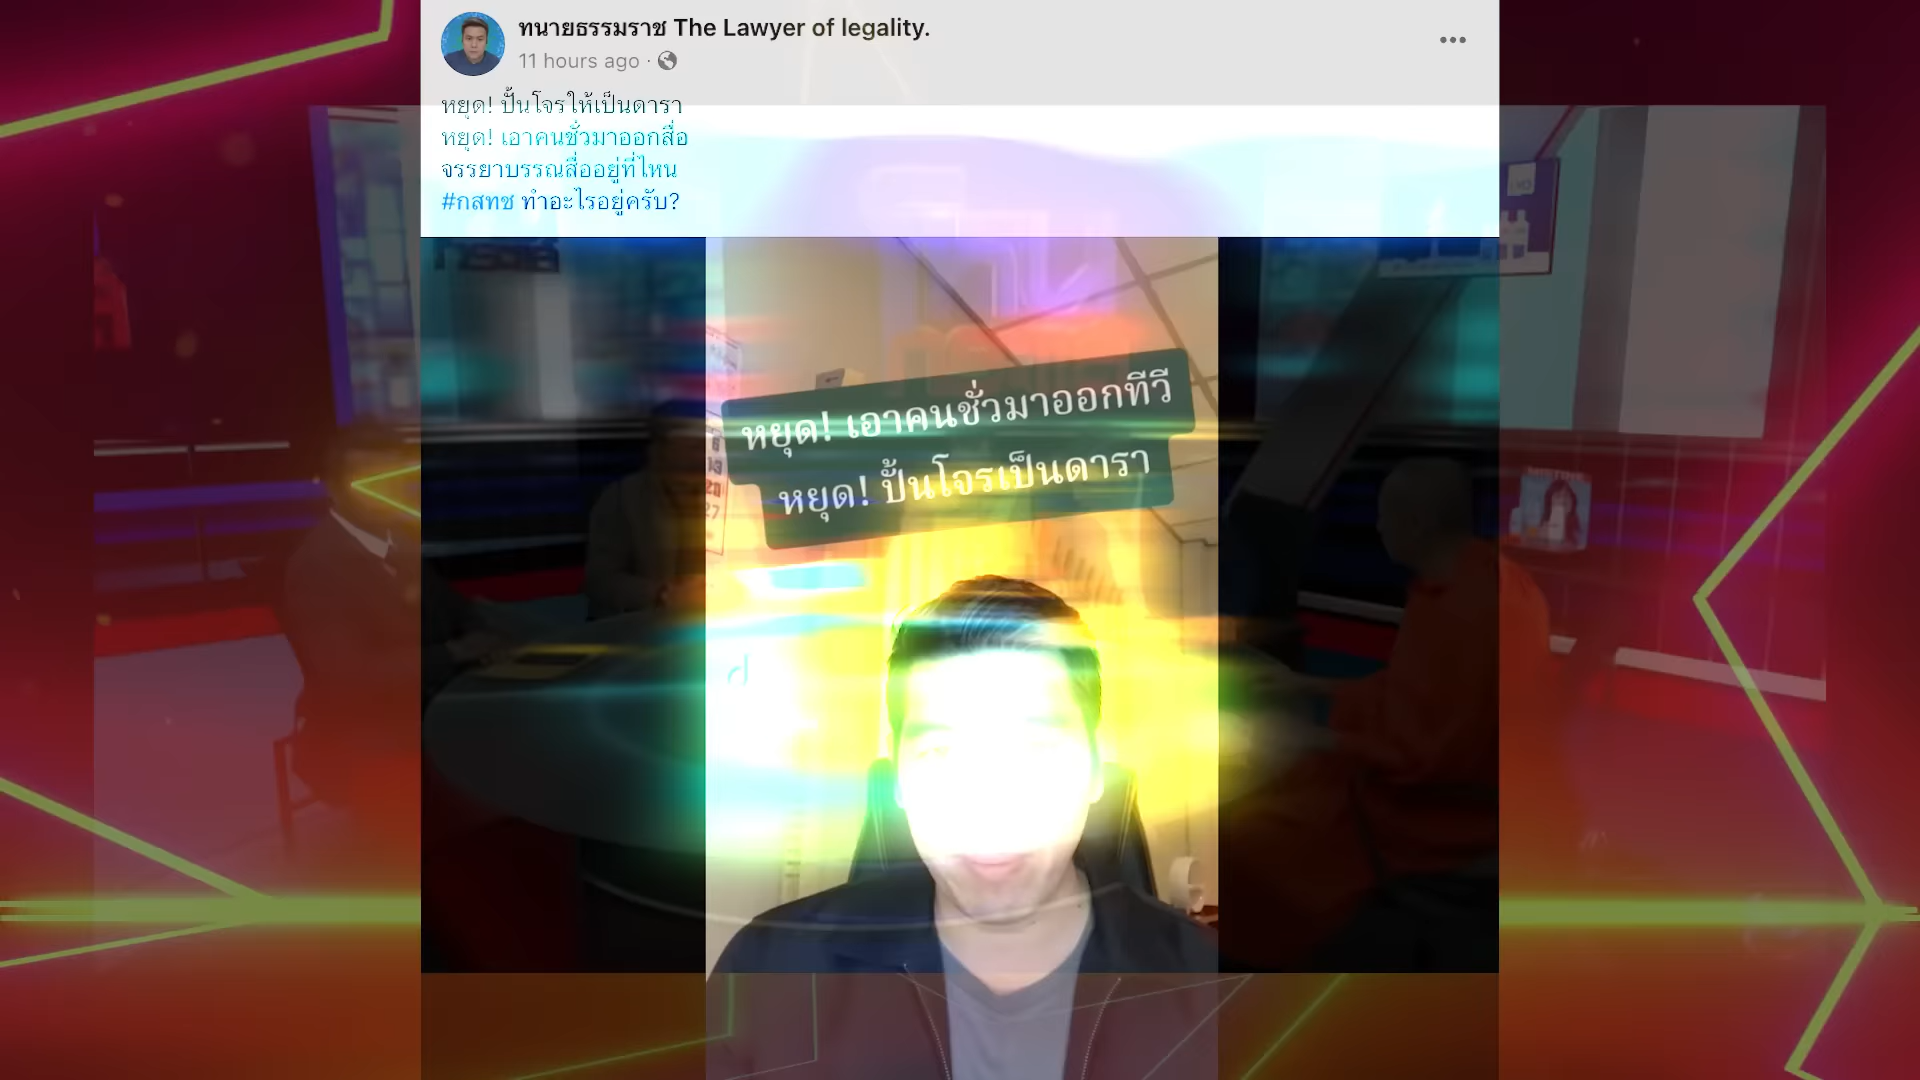 ทนายธรรมราช The Lawyer of legality.
11 hours ago ·
หยุด! ปั้นโจรให้เป็นดารา
หยุด! เอาคนชั่วมาออกสื่อ
จรรยาบรรณสื่ออยู่ที่ไหน
#กสทช ทำอะไรอยู่ครับ?
หยุด! เอาคนชั่วมาออกทีวี
หยุด! ปั้นโจรเป็นดารา
6
13
20
27